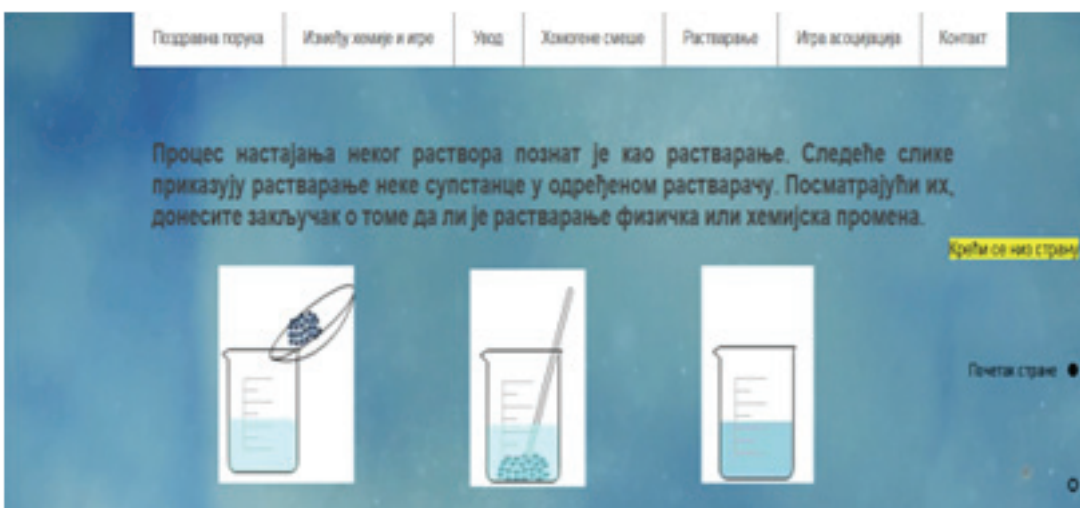 Поздравна порука Између хемије и игре Увод Хомогене смеше Растварање Игра асоцијација Контакт
Процес настајања неког раствора познат је као растварање. Следеће слике
приказују растварање неке супстанце у одређеном растварачу. Посматрајући их,
донесите закључак о томе да ли је растварање физичка или хемијска промена.
Крећи се низ страну
Почетак стране